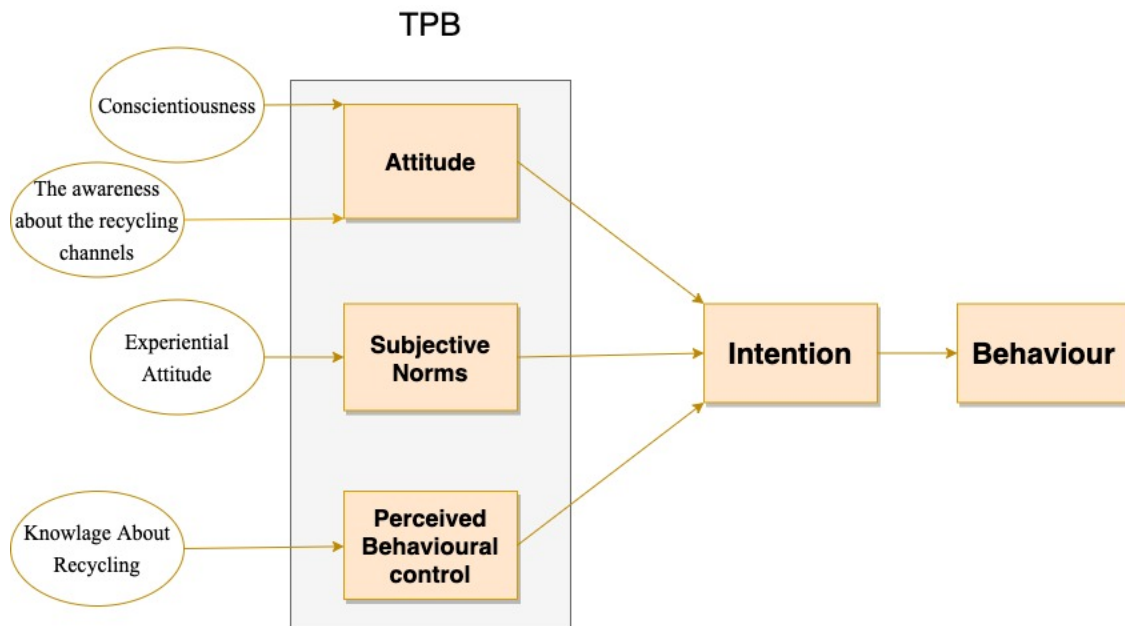 TPB
Conscientiousness
Attitude
The awareness
about the recycling
channels
Experiential
Attitude
Subjective
Norms
Intention
Behaviour
Knowlage About
Recycling
Perceived
Behavioural
control